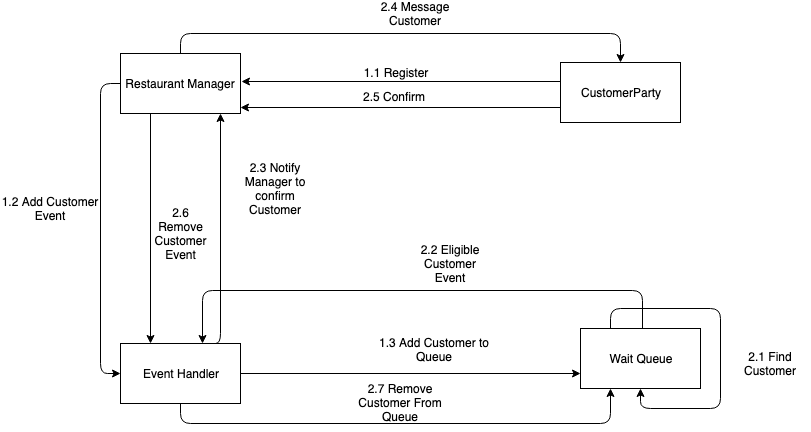 2.4 Message
Customer
Restaurant Manager
1.1 Register
2.5 Confirm
CustomerParty
1.2 Add Customer
Event
2.6
Remove
Customer
Event
2.3 Notify
Manager to
confirm
Customer
2.2 Eligible
Customer
Event
Event Handler
1.3 Add Customer to
Queue
Wait Queue
2.1 Find
Customer
2.7 Remove
Customer From
Queue